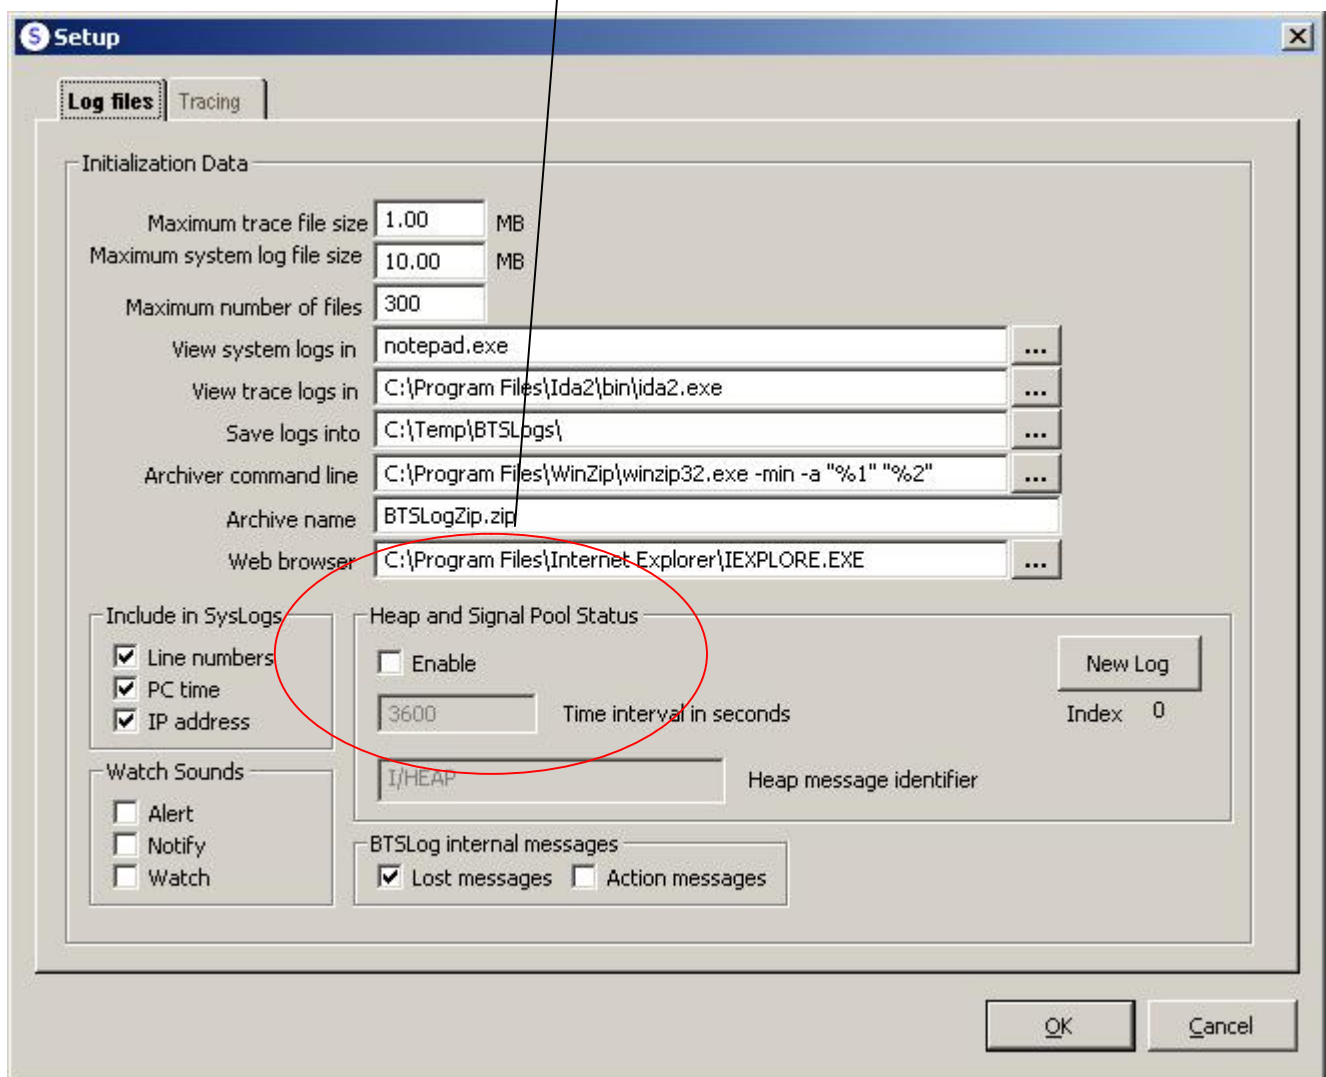 S Setup
Log files Tracing
Initialization Data
Maximum trace file size 1.00 MB
Maximum system log file size 10.00 MB
Maximum number of files 300
View system logs in notepad.exe ...
View trace logs in C:\Program Files\Ida2\bin\ida2.exe ...
Save logs into C:\Temp\BTSLogs\ ...
Archiver command line C:\Program Files\WinZip\winzip32.exe -min -a "%1" "%2" ...
Archive name BTSLogZip.zip
Web browser C:\Program Files\Internet Explorer\IEXPLORE.EXE ...
Include in SysLogs
Line numbers
PC time
IP address
Heap and Signal Pool Status
Enable
3600 Time interval in seconds
I/HEAP Heap message identifier
New Log
Index 0
Watch Sounds
Alert
Notify
Watch
BTSLog internal messages
Lost messages Action messages
OK Cancel